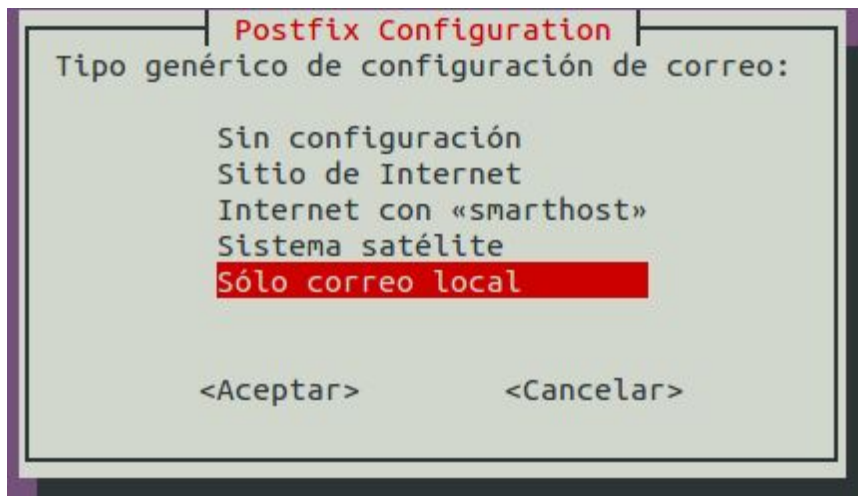 Postfix Configuration
Tipo genérico de configuración de correo:
Sin configuración
Sitio de Internet
Internet con «smarthost»
Sistema satélite
Sólo correo local
<Aceptar> <Cancelar>